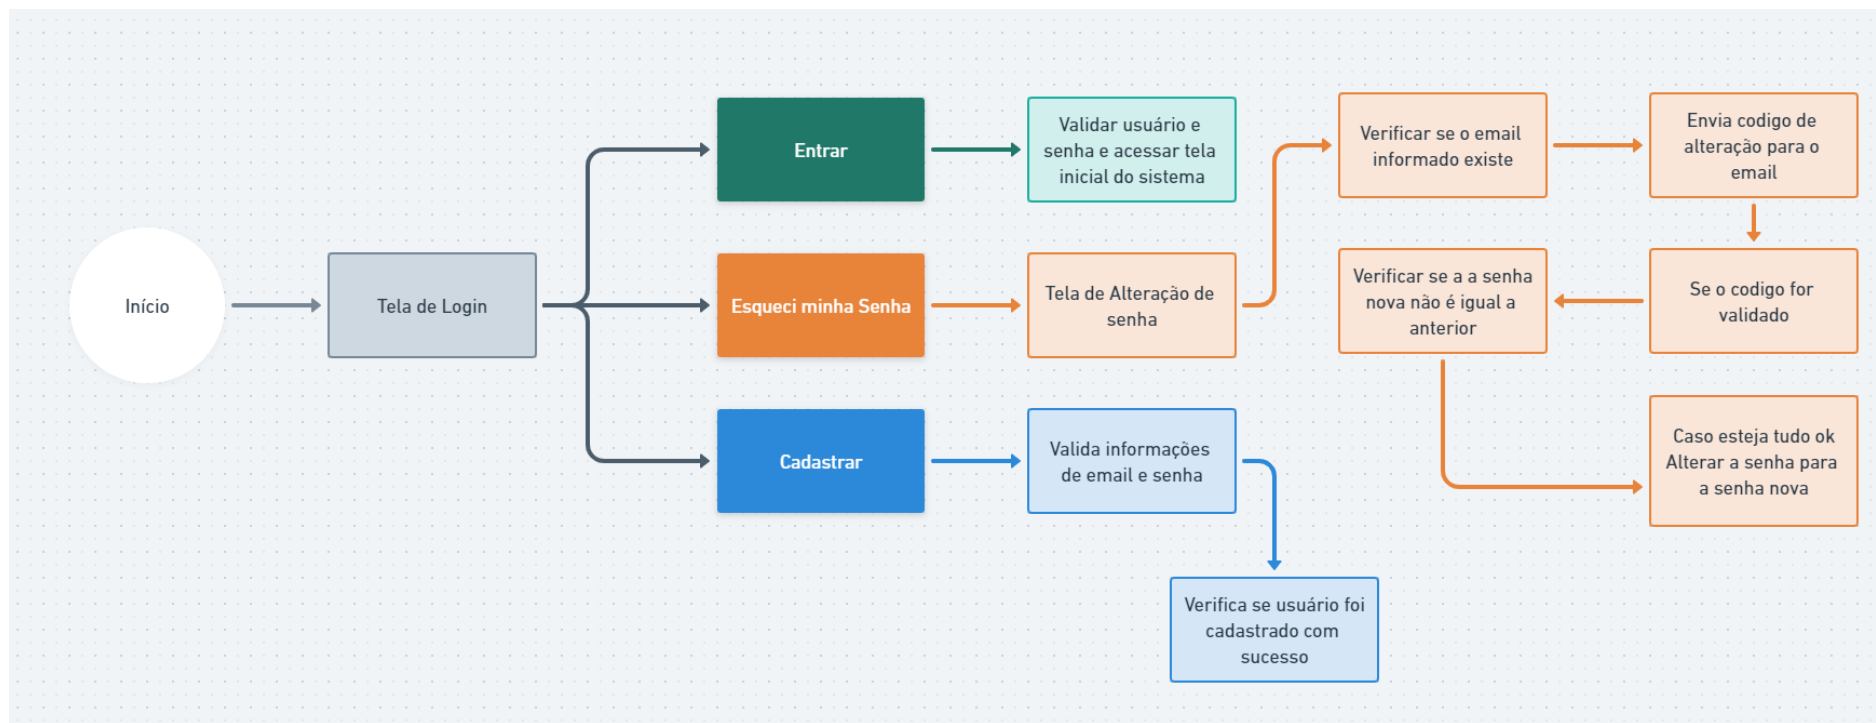 Início
Tela de Login
Entrar
Validar usuário e
senha e acessar tela
inicial do sistema
Esqueci minha Senha
Tela de Alteração de
senha
Verificar se o email
informado existe
Envia codigo de
alteração para o
email
Se o codigo for
validado
Verificar se a a senha
nova não é igual a
anterior
Caso esteja tudo ok
Alterar a senha para
a senha nova
Cadastrar
Valida informações
de email e senha
Verifica se usuário foi
cadastrado com
sucesso